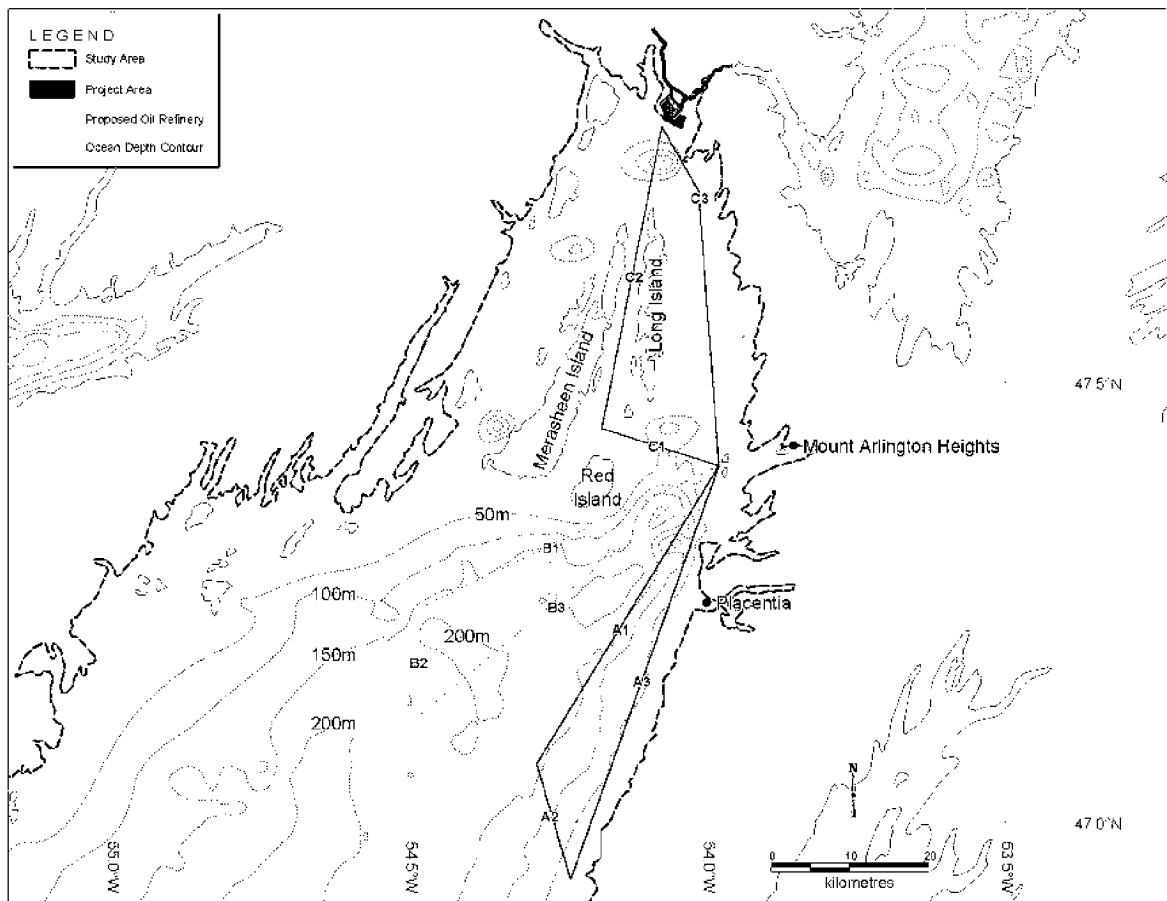 LEGEND
Study Area
Project Area
Proposed Oil Refinery
Ocean Depth Contour
C3
C2
Long Island
Merasheen Island
47.5°N
C1
Mount Arlington Heights
Red
Island
50m
B1
100m
B3
Placentia
A1
200m
150m
B2
A3
200m
N
A2
47.0°N
55.0°W
54.5°W
54.0°W
53.5°W
0 10 20
kilometres